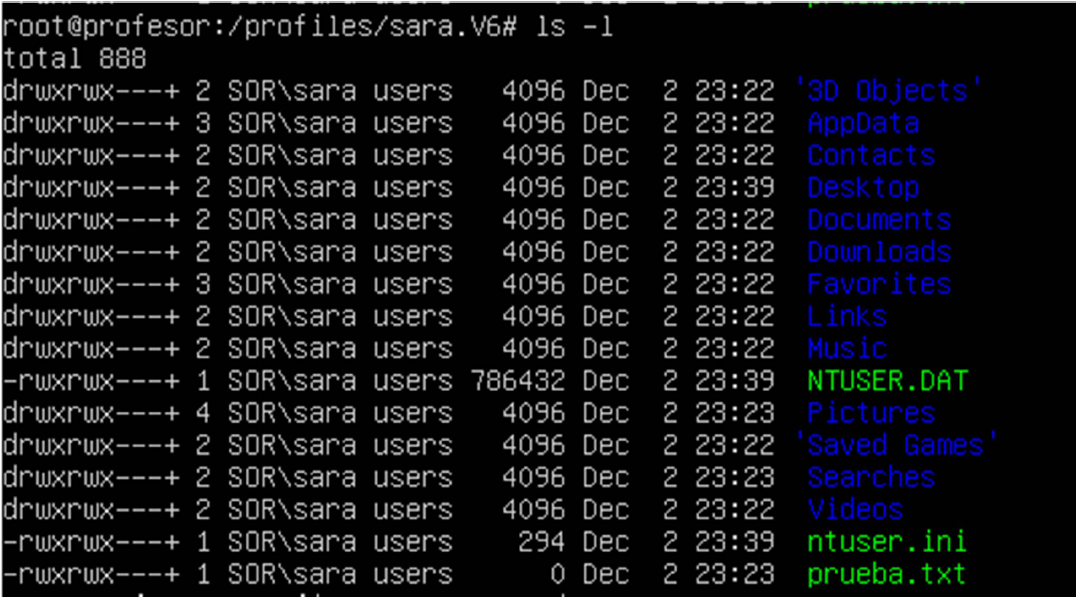 root@profesor:/profiles/sara.V6# ls -l
total 888
drwxrwx---+ 2 SOR\sara users   4096 Dec  2 23:22 '3D Objects'
drwxrwx---+ 3 SOR\sara users   4096 Dec  2 23:22  AppData
drwxrwx---+ 2 SOR\sara users   4096 Dec  2 23:22  Contacts
drwxrwx---+ 2 SOR\sara users   4096 Dec  2 23:39  Desktop
drwxrwx---+ 2 SOR\sara users   4096 Dec  2 23:22  Documents
drwxrwx---+ 2 SOR\sara users   4096 Dec  2 23:22  Downloads
drwxrwx---+ 3 SOR\sara users   4096 Dec  2 23:22  Favorites
drwxrwx---+ 2 SOR\sara users   4096 Dec  2 23:22  Links
drwxrwx---+ 2 SOR\sara users   4096 Dec  2 23:22  Music
-rwxrwx---+ 1 SOR\sara users 786432 Dec  2 23:39  NTUSER.DAT
drwxrwx---+ 4 SOR\sara users   4096 Dec  2 23:23  Pictures
drwxrwx---+ 2 SOR\sara users   4096 Dec  2 23:22 'Saved Games'
drwxrwx---+ 2 SOR\sara users   4096 Dec  2 23:23  Searches
drwxrwx---+ 2 SOR\sara users   4096 Dec  2 23:22  Videos
-rwxrwx---+ 1 SOR\sara users    294 Dec  2 23:39  ntuser.ini
-rwxrwx---+ 1 SOR\sara users      0 Dec  2 23:23  prueba.txt